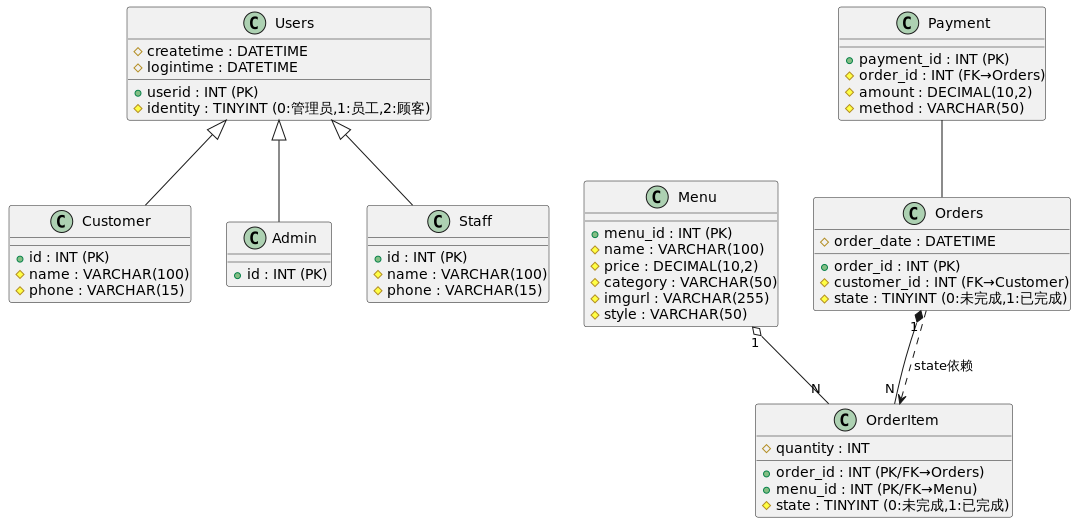 C Users
createtime : DATETIME
logintime : DATETIME
userid : INT (PK)
identity : TINYINT (0:管理员,1:员工,2:顾客)
C Customer
id : INT (PK)
name : VARCHAR(100)
phone : VARCHAR(15)
C Admin
id : INT (PK)
C Staff
id : INT (PK)
name : VARCHAR(100)
phone : VARCHAR(15)
C Payment
payment_id : INT (PK)
order_id : INT (FK→Orders)
amount : DECIMAL(10,2)
method : VARCHAR(50)
C Menu
menu_id : INT (PK)
name : VARCHAR(100)
price : DECIMAL(10,2)
category : VARCHAR(50)
imgurl : VARCHAR(255)
style : VARCHAR(50)
C Orders
order_date : DATETIME
order_id : INT (PK)
customer_id : INT (FK→Customer)
state : TINYINT (0:未完成,1:已完成)
1
1
state依赖
N
N
C OrderItem
quantity : INT
order_id : INT (PK/FK→Orders)
menu_id : INT (PK/FK→Menu)
state : TINYINT (0:未完成,1:已完成)